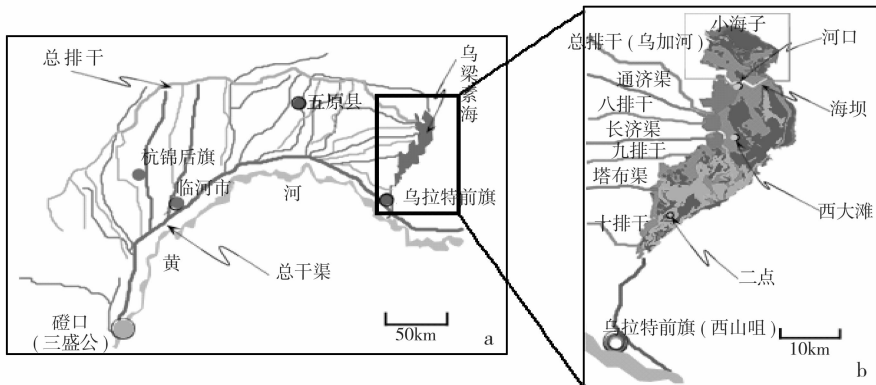 总排干
乌梁素海
五原县
杭锦后旗
临河市
河
乌拉特前旗
黄
总干渠
磴口
(三盛公)
50km
a
小海子
总排干(乌加河)
河口
通济渠
八排干
海坝
长济渠
九排干
塔布渠
西大滩
十排干
二点
乌拉特前旗(西山咀)
10km
b